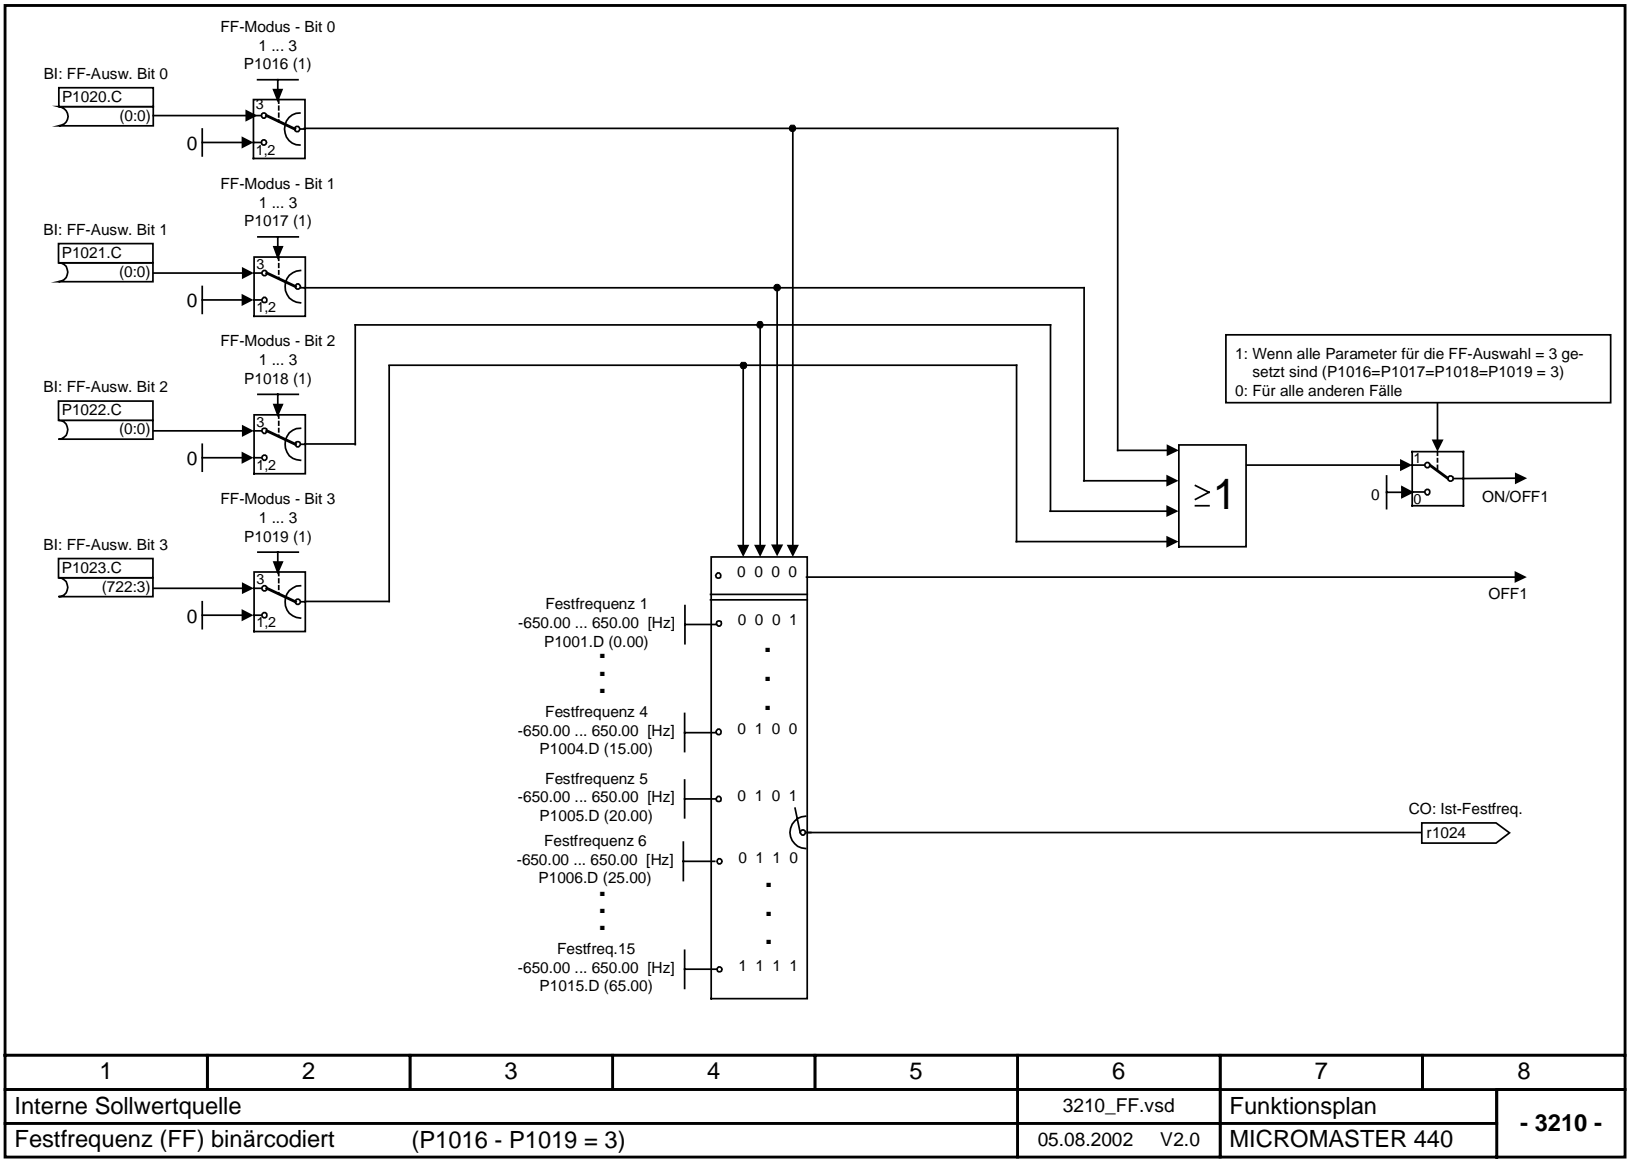 FF-Modus - Bit 0
1 ... 3
P1016 (1)
BI: FF-Ausw. Bit 0
P1020.C
(0:0)
3
0
1,2
FF-Modus - Bit 1
1 ... 3
P1017 (1)
BI: FF-Ausw. Bit 1
P1021.C
(0:0)
3
0
1,2
FF-Modus - Bit 2
1 ... 3
P1018 (1)
BI: FF-Ausw. Bit 2
P1022.C
(0:0)
3
0
1,2
FF-Modus - Bit 3
1 ... 3
P1019 (1)
BI: FF-Ausw. Bit 3
P1023.C
(722:3)
3
0
1,2
1: Wenn alle Parameter für die FF-Auswahl = 3 ge-
setzt sind (P1016=P1017=P1018=P1019 = 3)
0: Für alle anderen Fälle
≥1
1
0
0
ON/OFF1
0 0 0 0
OFF1
Festfrequenz 1
-650.00 ... 650.00 [Hz]
P1001.D (0.00)
0 0 0 1
Festfrequenz 4
-650.00 ... 650.00 [Hz]
P1004.D (15.00)
0 1 0 0
Festfrequenz 5
-650.00 ... 650.00 [Hz]
P1005.D (20.00)
0 1 0 1
CO: Ist-Festfreq.
r1024
Festfrequenz 6
-650.00 ... 650.00 [Hz]
P1006.D (25.00)
0 1 1 0
Festfreq.15
-650.00 ... 650.00 [Hz]
P1015.D (65.00)
1 1 1 1
1 2 3 4 5 6 7 8
Interne Sollwertquelle
3210_FF.vsd
Funktionsplan
- 3210 -
Festfrequenz (FF) binärcodiert (P1016 - P1019 = 3)
05.08.2002 V2.0
MICROMASTER 440